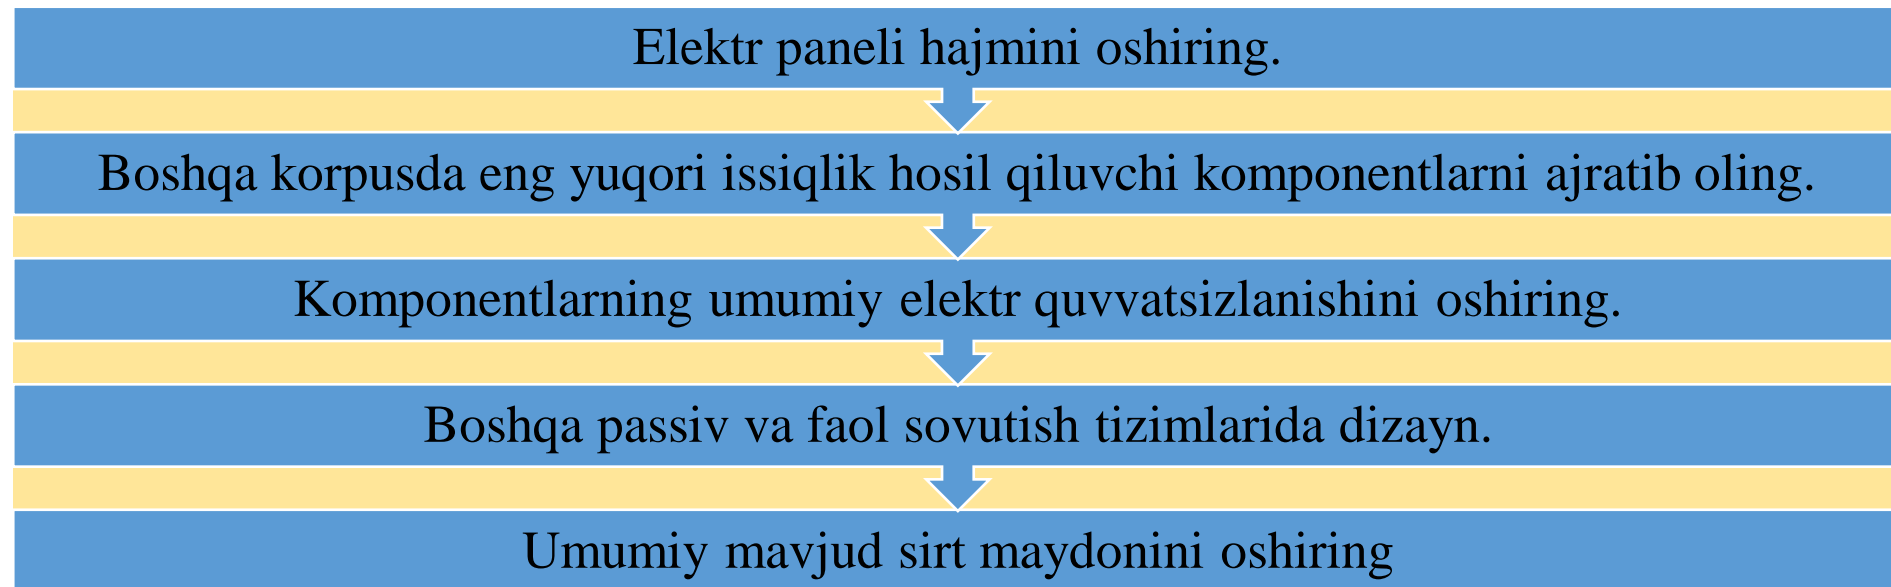 Elektr paneli hajmini oshiring.
Boshqa korpusda eng yuqori issiqlik hosil qiluvchi komponentlarni ajratib oling.
Komponentlarning umumiy elektr quvvatsizlanishini oshiring.
Boshqa passiv va faol sovutish tizimlarida dizayn.
Umumiy mavjud sirt maydonini oshiring